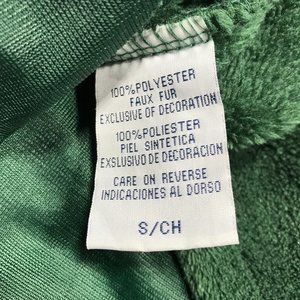 100% POLYESTER
FAUX FUR
EXCLUSIVE OF DECORATION
100% POLIESTER
PIEL SINTETICA
EXCLUSIVO DE DECORACION
CARE ON REVERSE
INDICACIONES AL DORSO
S/CH